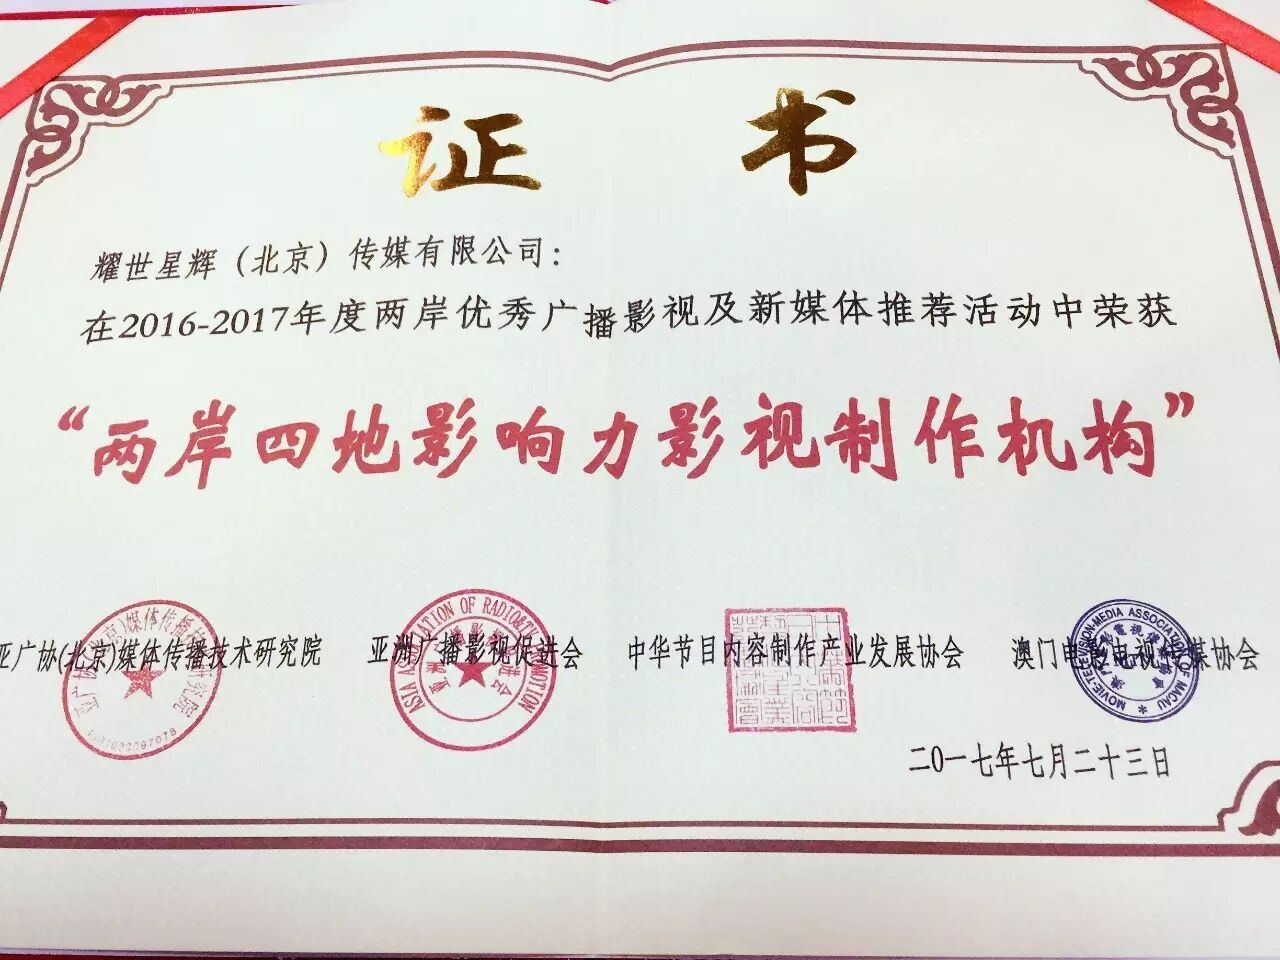 证书
耀世星辉（北京）传媒有限公司：
在2016-2017年度两岸优秀广播影视及新媒体推荐活动中荣获
“两岸四地影响力影视制作机构”
亚广协(北京)媒体传播技术研究院 亚洲广播影视促进会 中华节目内容制作产业发展协会 澳门电影电视传媒协会
二〇一七年七月二十三日
MOVIE-TELEVISION-MEDIA ASSOCIATION OF MACAU